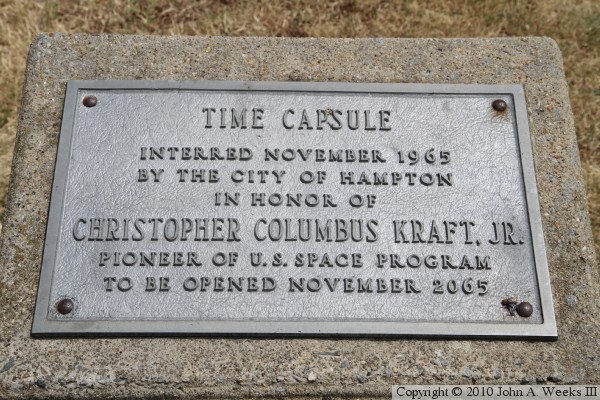 TIME CAPSULE
INTERRED NOVEMBER 1965
BY THE CITY OF HAMPTON
IN HONOR OF
CHRISTOPHER COLUMBUS KRAFT, JR.
PIONEER OF U.S. SPACE PROGRAM
TO BE OPENED NOVEMBER 2065
Copyright © 2010 John A. Weeks III